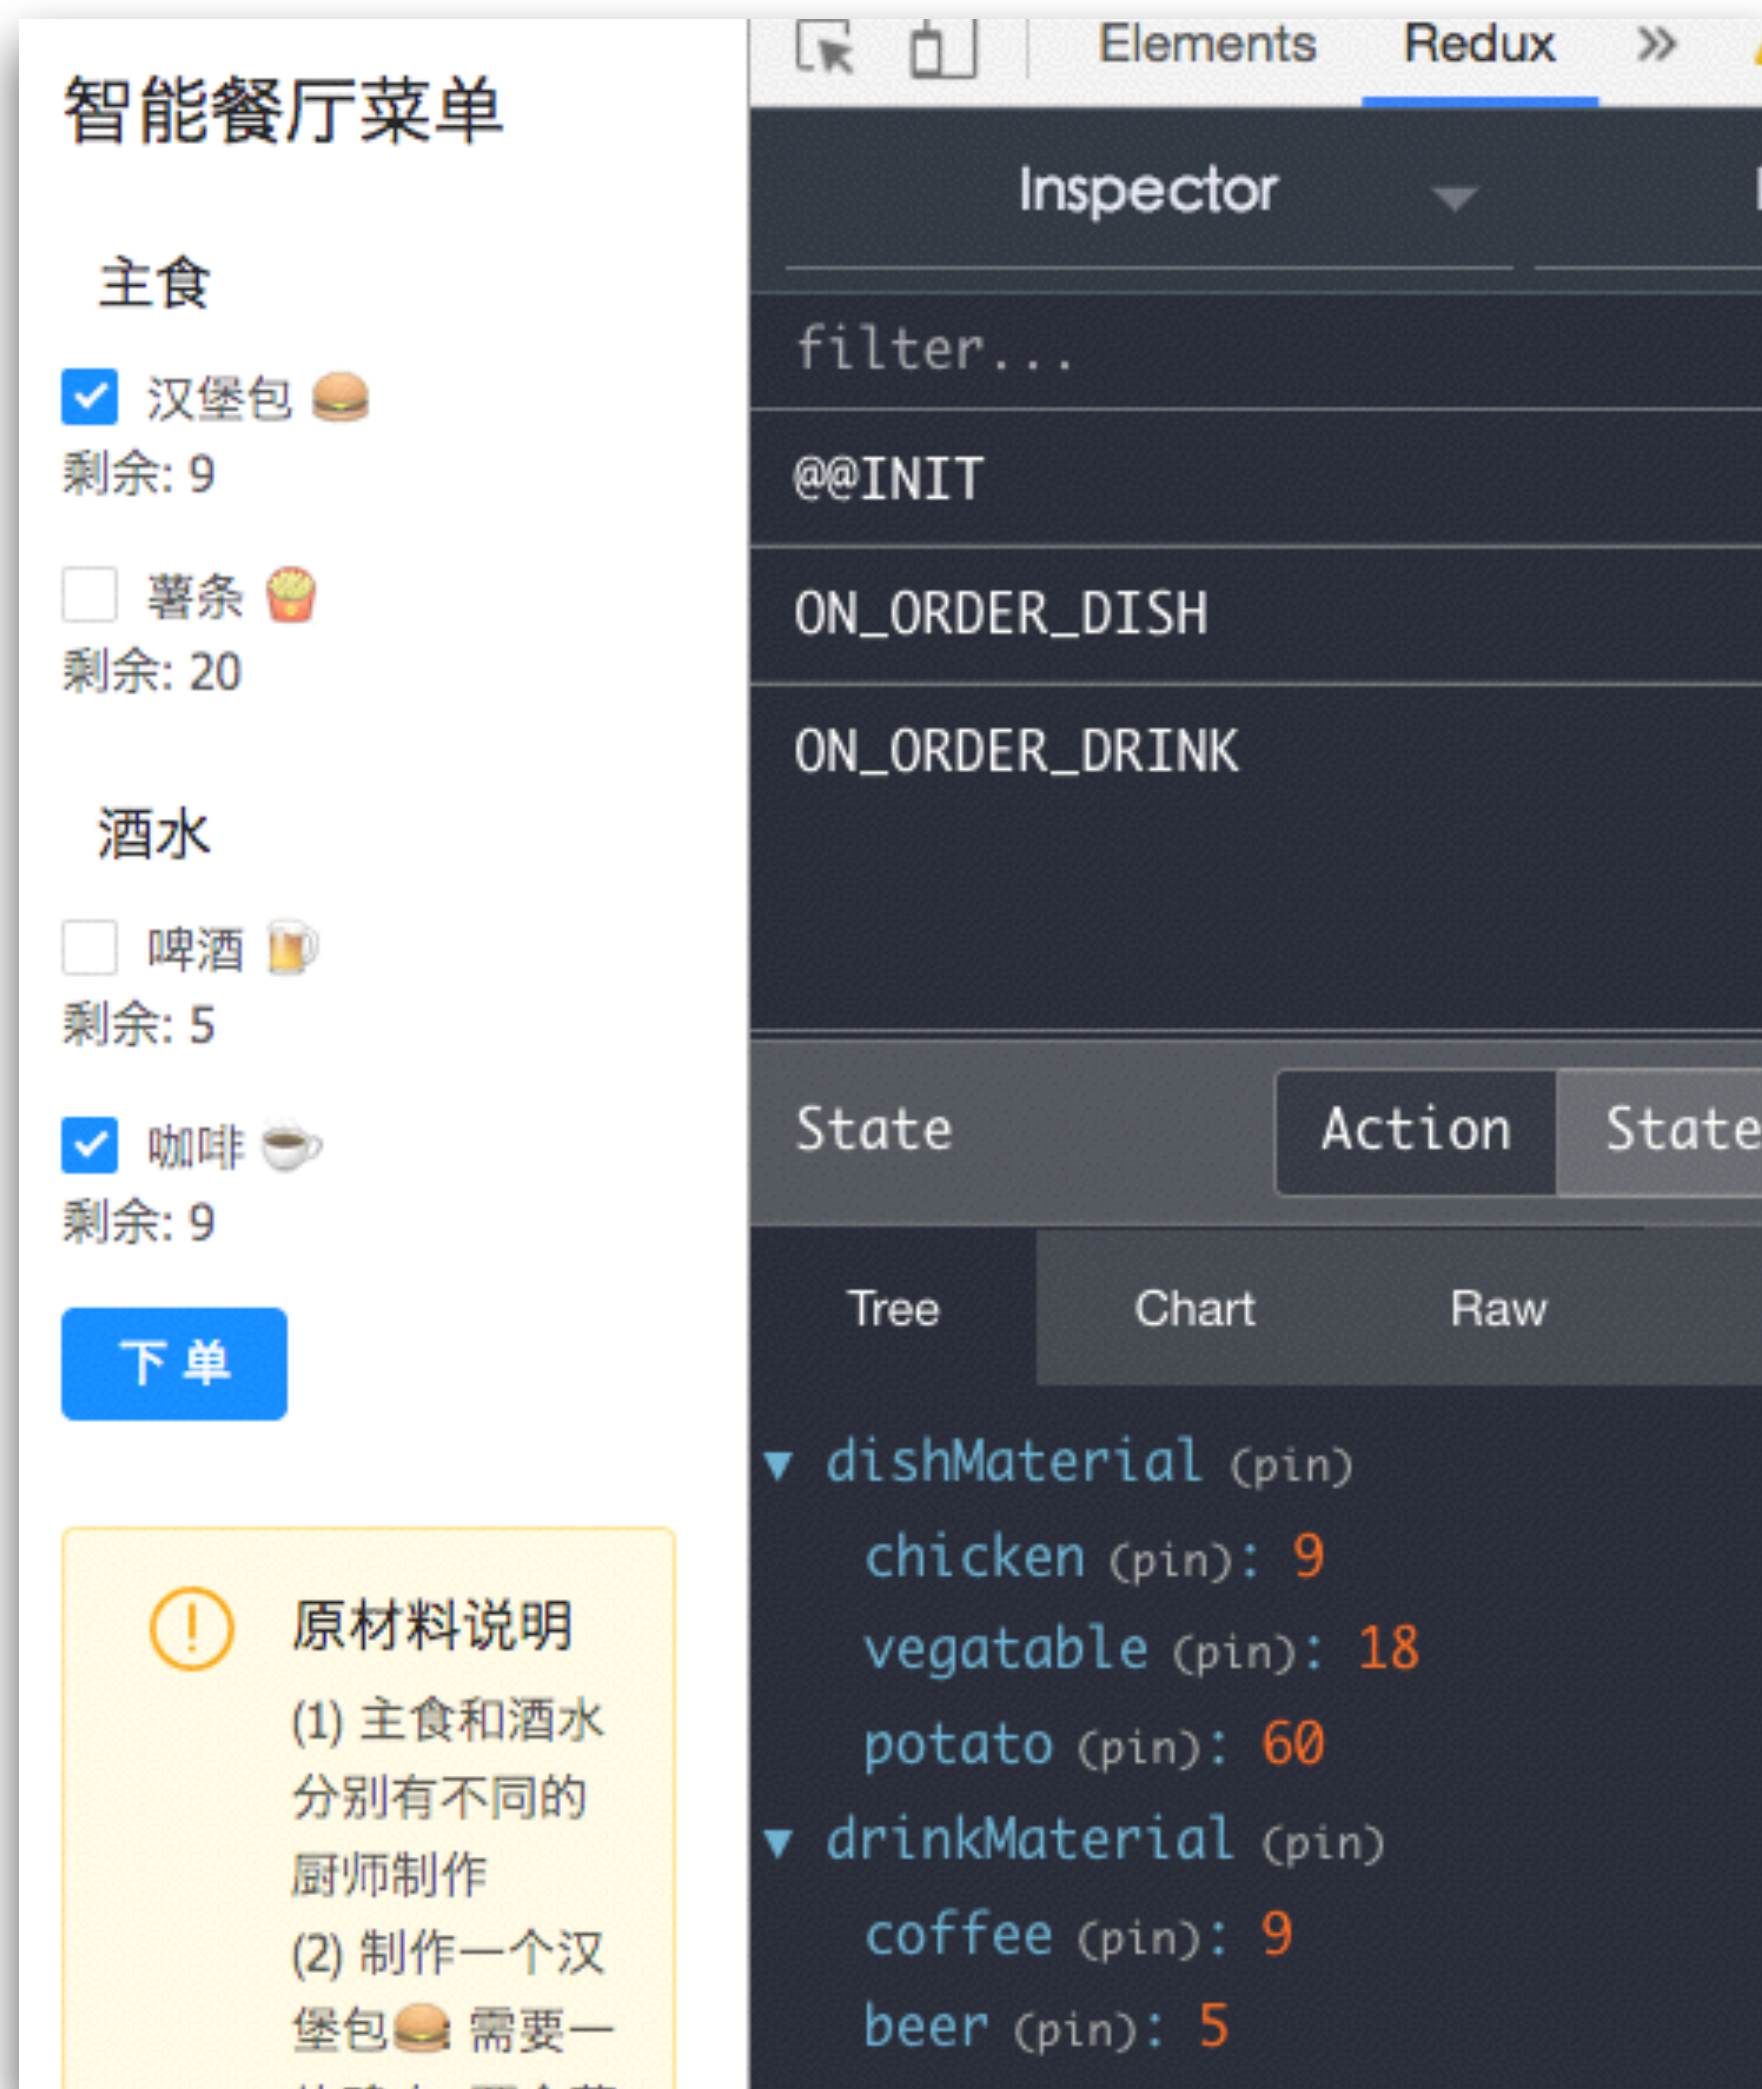 智能餐厅菜单
主食
汉堡包
剩余: 9
薯条
剩余: 20
酒水
啤酒
剩余: 5
咖啡
剩余: 9
下单
原材料说明
(1) 主食和酒水
分别有不同的
厨师制作
(2) 制作一个汉
堡包 需要一
Elements Redux »
Inspector
filter...
@@INIT
ON_ORDER_DISH
ON_ORDER_DRINK
State Action State
Tree Chart Raw
dishMaterial (pin)
chicken (pin): 9
vegatable (pin): 18
potato (pin): 60
drinkMaterial (pin)
coffee (pin): 9
beer (pin): 5